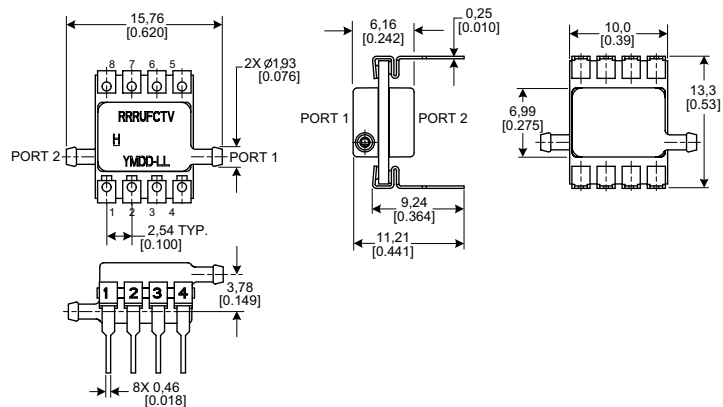 15,76
[0.620]
8 7 6 5
2X Ø1,93
[0.076]
RRRUFCTV
H
YMDD-LL
PORT 2
PORT 1
1 2 3 4
2,54 TYP.
[0.100]
6,16
[0.242]
0,25
[0.010]
PORT 1
PORT 2
9,24
[0.364]
11,21
[0.441]
10,0
[0.39]
6,99
[0.275]
13,3
[0.53]
1 2 3 4
3,78
[0.149]
8X 0,46
[0.018]